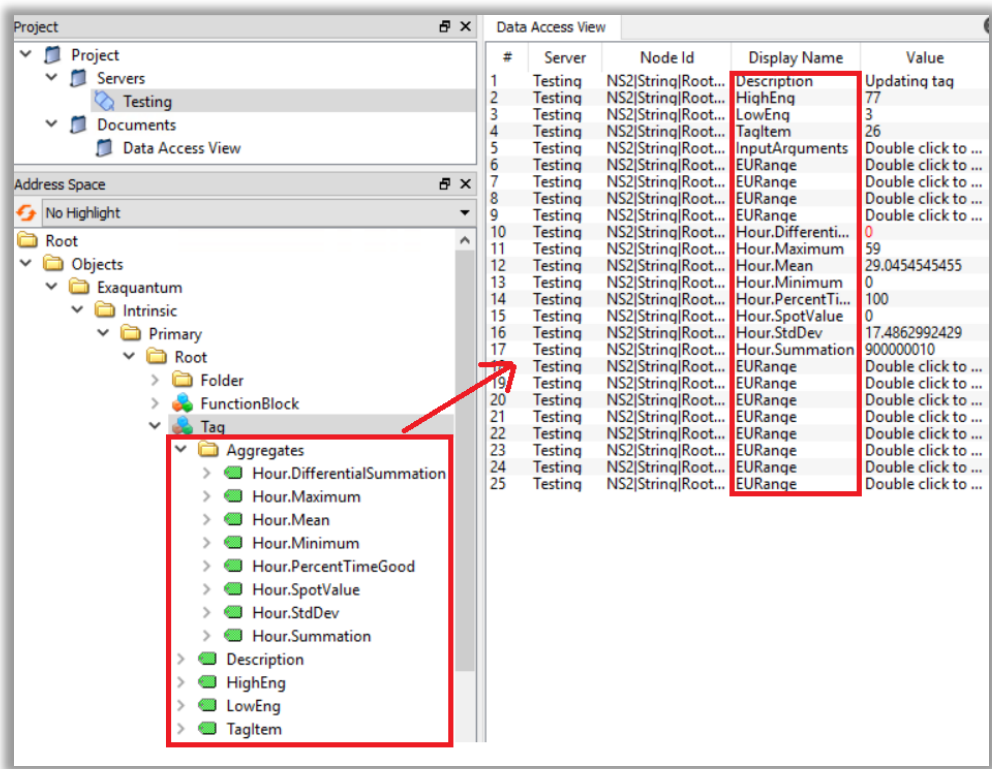 Project
Project
Servers
Testing
Documents
Data Access View
Address Space
No Highlight
Root
Objects
Exaquantum
Intrinsic
Primary
Root
Folder
FunctionBlock
Tag
Aggregates
Hour.DifferentialSummation
Hour.Maximum
Hour.Mean
Hour.Minimum
Hour.PercentTimeGood
Hour.SpotValue
Hour.StdDev
Hour.Summation
Description
HighEng
LowEng
TagItem
Data Access View
# Server Node Id Display Name Value
1 Testing NS2|String|Root... Description Updating tag
2 Testing NS2|String|Root... HighEng 77
3 Testing NS2|String|Root... LowEng 3
4 Testing NS2|String|Root... TagItem 26
5 Testing NS2|String|Root... InputArguments Double click to ...
6 Testing NS2|String|Root... EURange Double click to ...
7 Testing NS2|String|Root... EURange Double click to ...
8 Testing NS2|String|Root... EURange Double click to ...
9 Testing NS2|String|Root... EURange Double click to ...
10 Testing NS2|String|Root... Hour.Differenti... 0
11 Testing NS2|String|Root... Hour.Maximum 59
12 Testing NS2|String|Root... Hour.Mean 29.0454545455
13 Testing NS2|String|Root... Hour.Minimum 0
14 Testing NS2|String|Root... Hour.PercentTi... 100
15 Testing NS2|String|Root... Hour.SpotValue 0
16 Testing NS2|String|Root... Hour.StdDev 17.4862992429
17 Testing NS2|String|Root... Hour.Summation 900000010
18 Testing NS2|String|Root... EURange Double click to ...
19 Testing NS2|String|Root... EURange Double click to ...
20 Testing NS2|String|Root... EURange Double click to ...
21 Testing NS2|String|Root... EURange Double click to ...
22 Testing NS2|String|Root... EURange Double click to ...
23 Testing NS2|String|Root... EURange Double click to ...
24 Testing NS2|String|Root... EURange Double click to ...
25 Testing NS2|String|Root... EURange Double click to ...